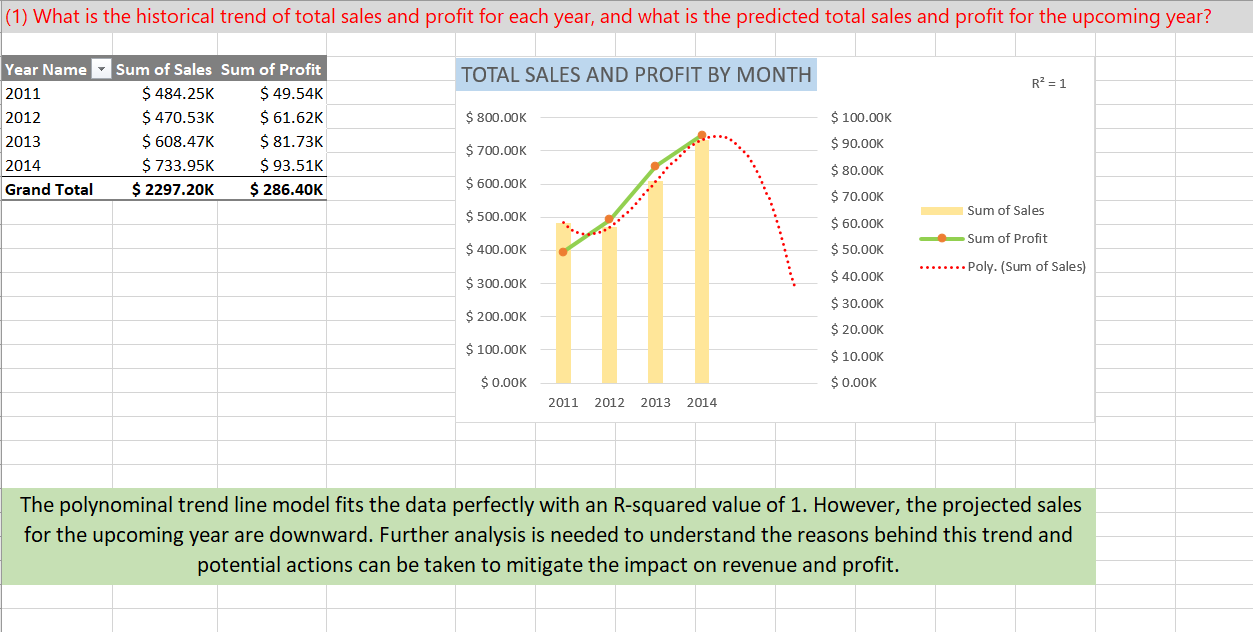 (1) What is the historical trend of total sales and profit for each year, and what is the predicted total sales and profit for the upcoming year?
Year Name Sum of Sales Sum of Profit
2011 $ 484.25K $ 49.54K
2012 $ 470.53K $ 61.62K
2013 $ 608.47K $ 81.73K
2014 $ 733.95K $ 93.51K
Grand Total $ 2297.20K $ 286.40K
TOTAL SALES AND PROFIT BY MONTH
R² = 1
$ 800.00K
$ 700.00K
$ 600.00K
$ 500.00K
$ 400.00K
$ 300.00K
$ 200.00K
$ 100.00K
$ 0.00K
$ 100.00K
$ 90.00K
$ 80.00K
$ 70.00K
$ 60.00K
$ 50.00K
$ 40.00K
$ 30.00K
$ 20.00K
$ 10.00K
$ 0.00K
2011 2012 2013 2014
Sum of Sales
Sum of Profit
Poly. (Sum of Sales)
The polynominal trend line model fits the data perfectly with an R-squared value of 1. However, the projected sales
for the upcoming year are downward. Further analysis is needed to understand the reasons behind this trend and
potential actions can be taken to mitigate the impact on revenue and profit.